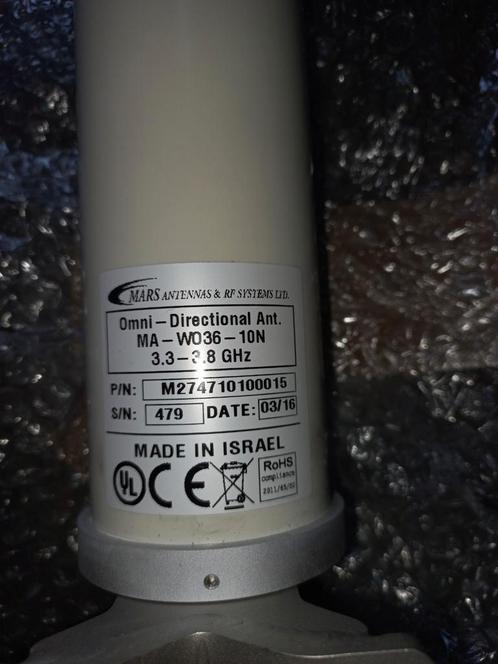 MARS ANTENNAS & RF SYSTEMS LTD.
Omni – Directional Ant.
MA – WO36 – 10N
3.3 – 3.8 GHz
P/N: M274710100015
S/N: 479 DATE: 03/16
MADE IN ISRAEL
UL CE RoHS
compliance
2011/65/EU